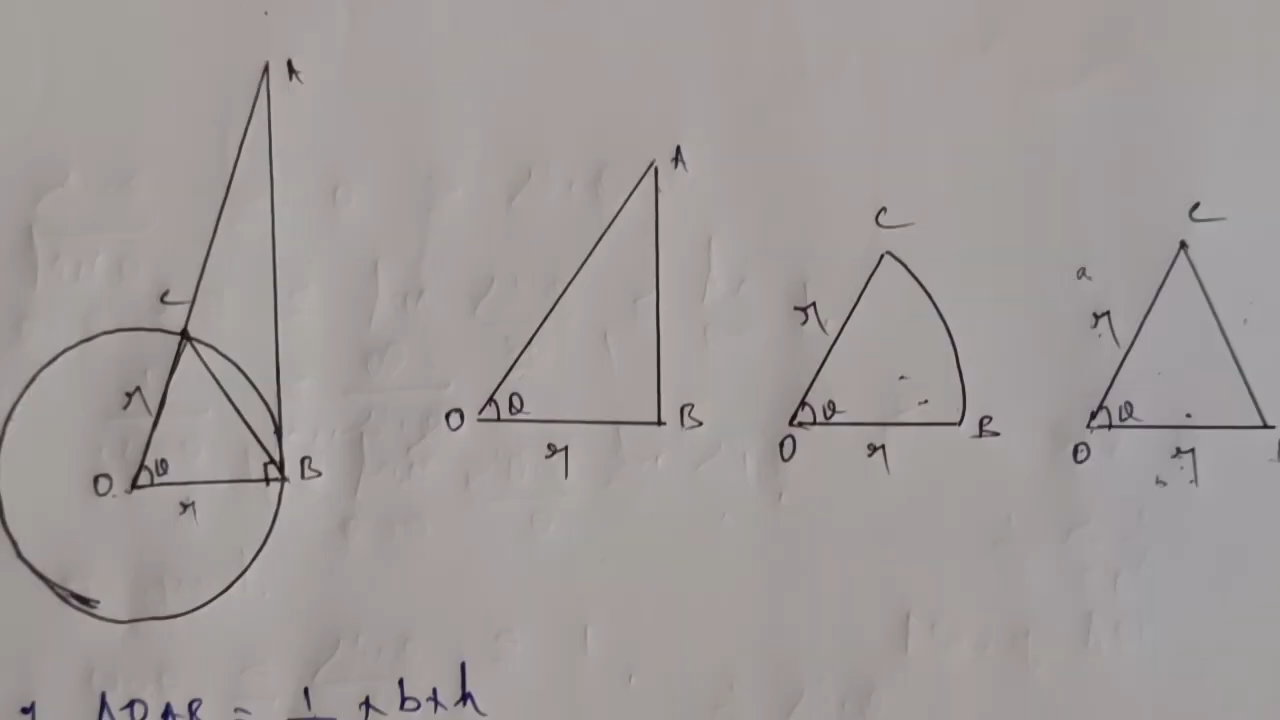 A
C
r
O θ B
r
A
O θ B
r
C
r
O θ B
r
C
a
r
O θ
b r
ΔOAB = 1 × b × h